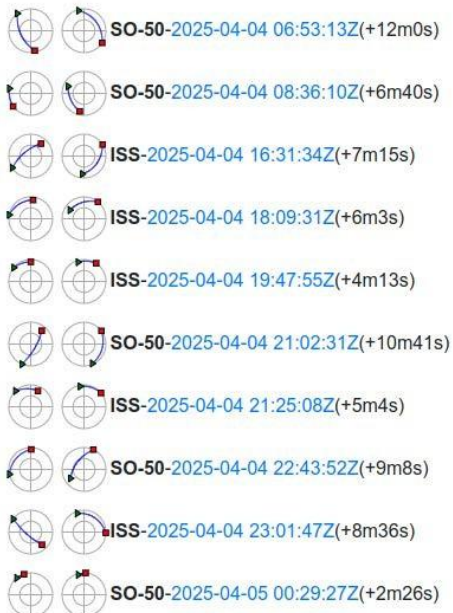 SO-50-2025-04-04 06:53:13Z(+12m0s)
SO-50-2025-04-04 08:36:10Z(+6m40s)
ISS-2025-04-04 16:31:34Z(+7m15s)
ISS-2025-04-04 18:09:31Z(+6m3s)
ISS-2025-04-04 19:47:55Z(+4m13s)
SO-50-2025-04-04 21:02:31Z(+10m41s)
ISS-2025-04-04 21:25:08Z(+5m4s)
SO-50-2025-04-04 22:43:52Z(+9m8s)
ISS-2025-04-04 23:01:47Z(+8m36s)
SO-50-2025-04-05 00:29:27Z(+2m26s)